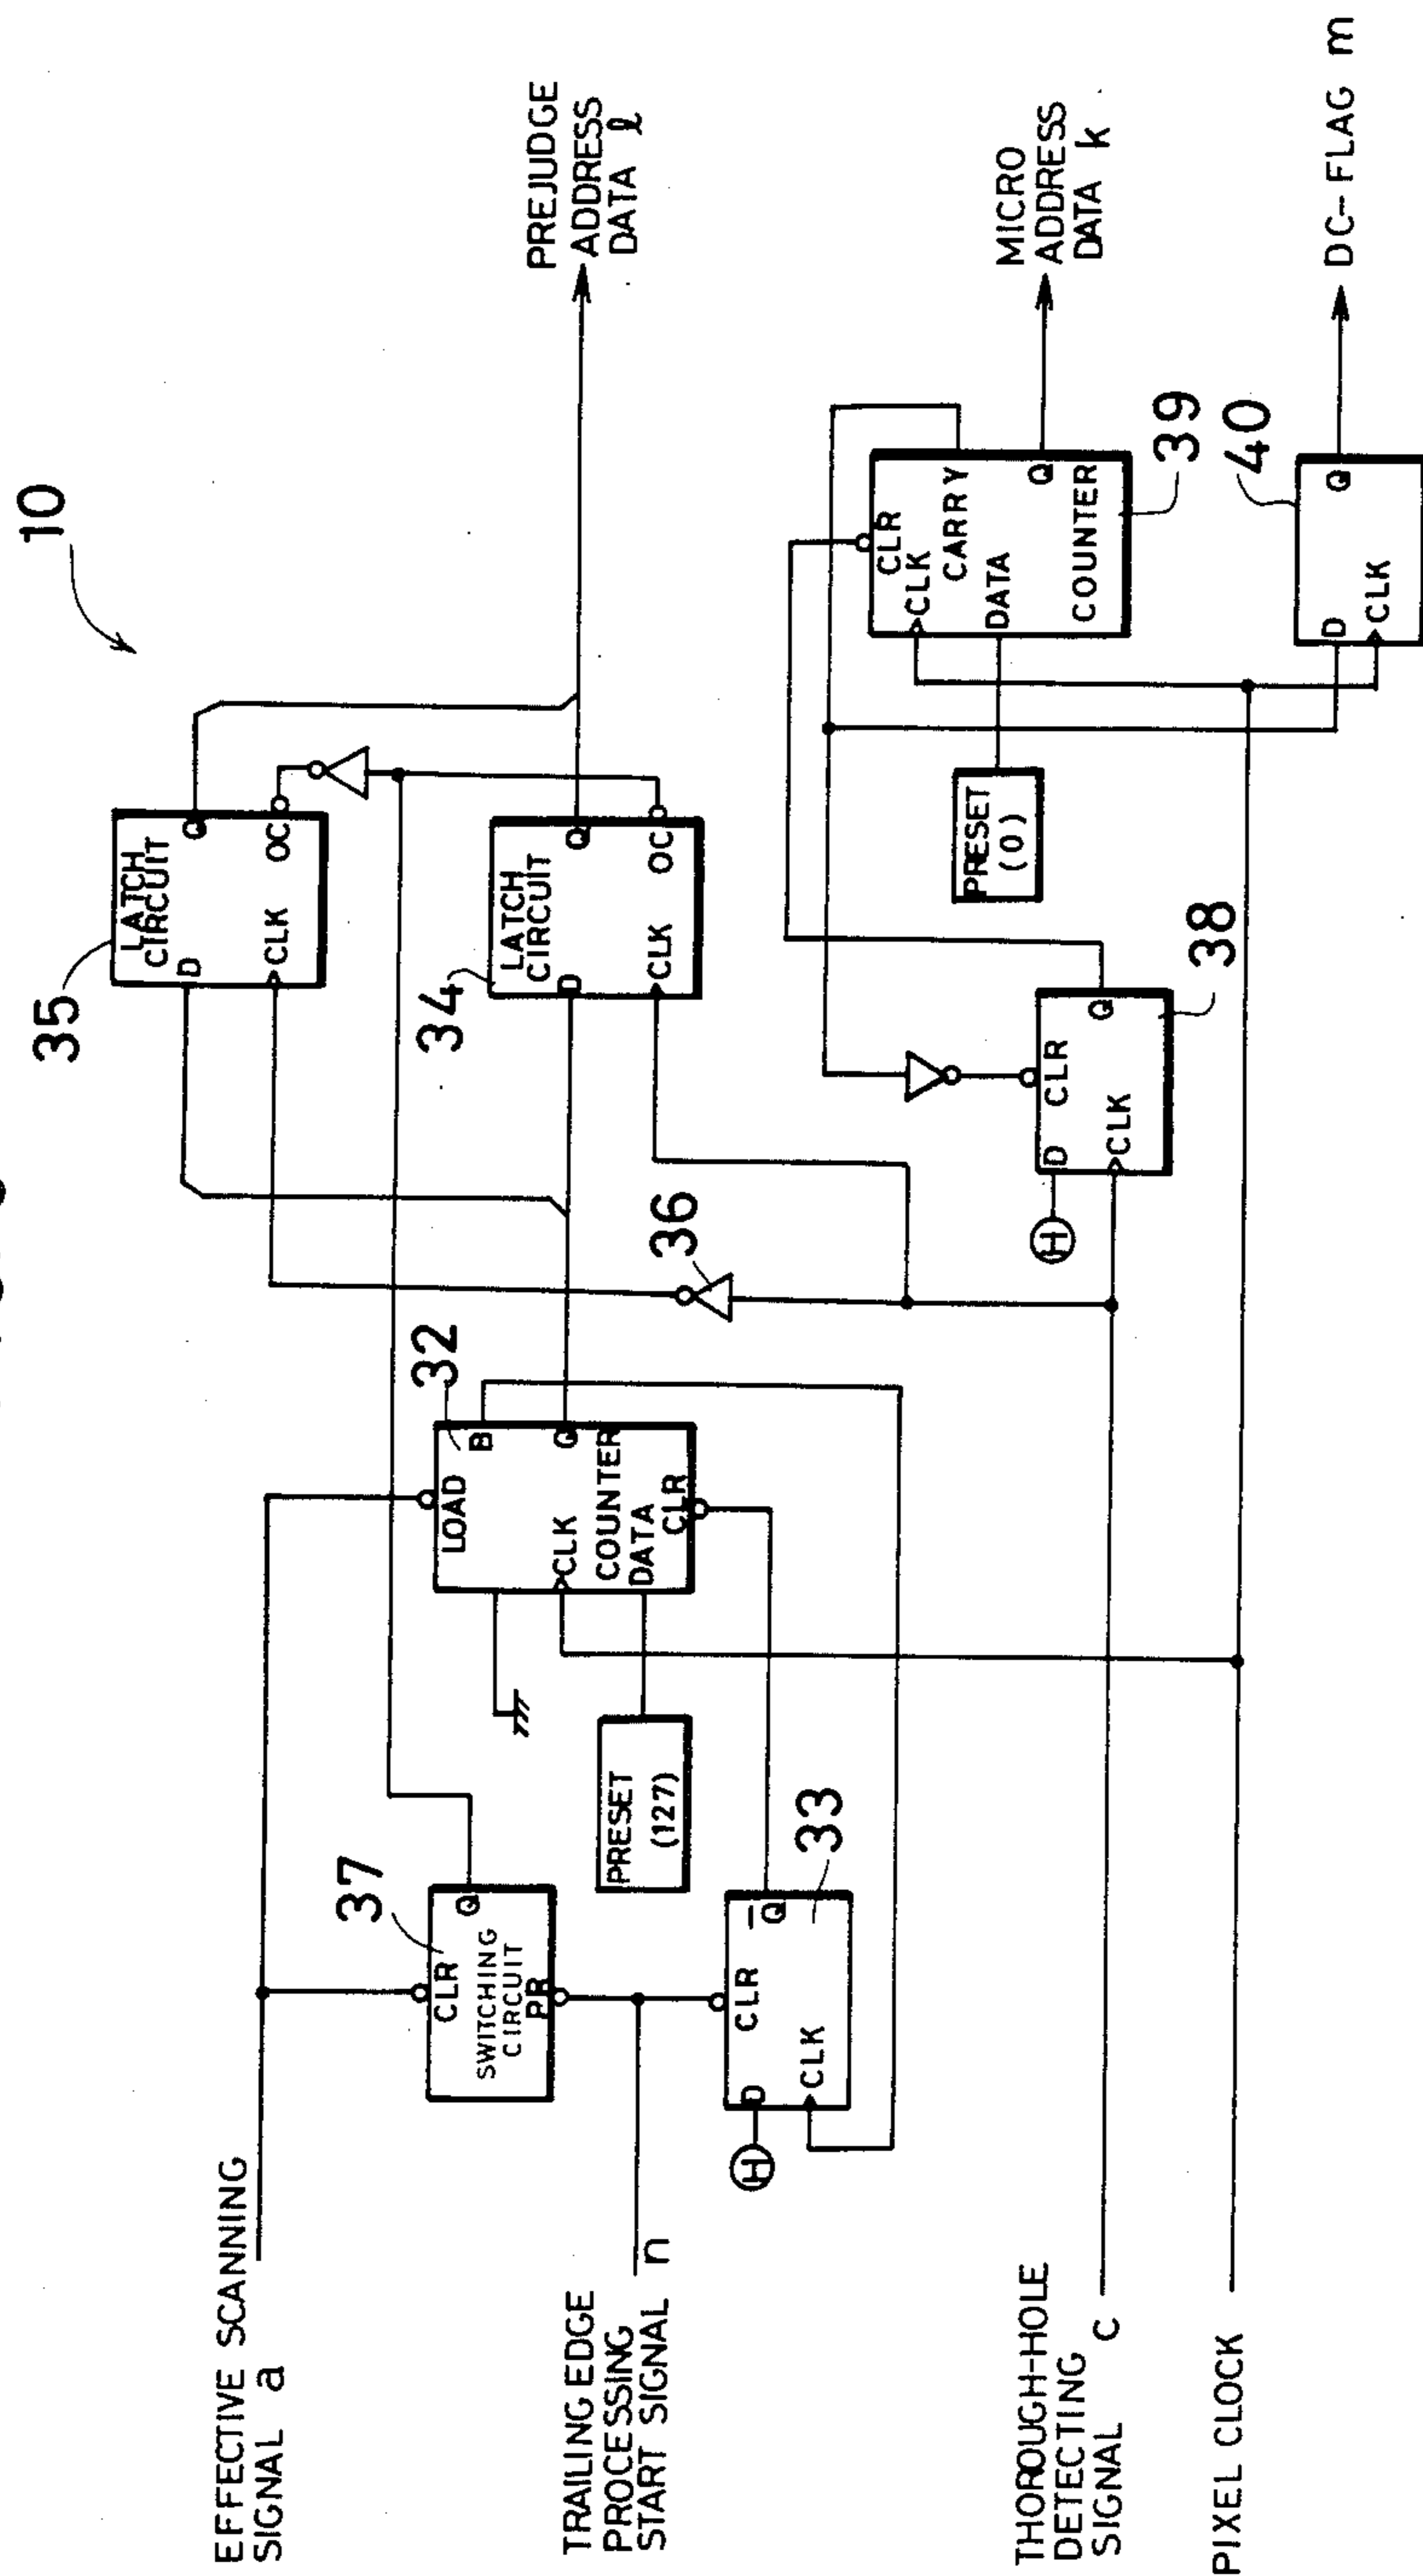 10
35
LATCH
CIRCUIT
D
Q
CLK
OC
34
LATCH
CIRCUIT
D
Q
CLK
OC
PREJUDGE
ADDRESS
DATA ℓ
EFFECTIVE SCANNING
SIGNAL a
37
CLR
Q
SWITCHING
CIRCUIT
PR
32
LOAD
B
Q
CLK
COUNTER
DATA
CLR
PRESET
(127)
36
TRAILING EDGE
PROCESSING
START SIGNAL n
H
D
CLR
Q
CLK
33
H
D
CLR
Q
CLK
38
PRESET
(0)
CLR
CLK
CARRY
Q
DATA
COUNTER
39
MICRO
ADDRESS
DATA k
40
D
Q
CLK
DC-FLAG m
THOROUGH-HOLE
DETECTING
SIGNAL C
PIXEL CLOCK